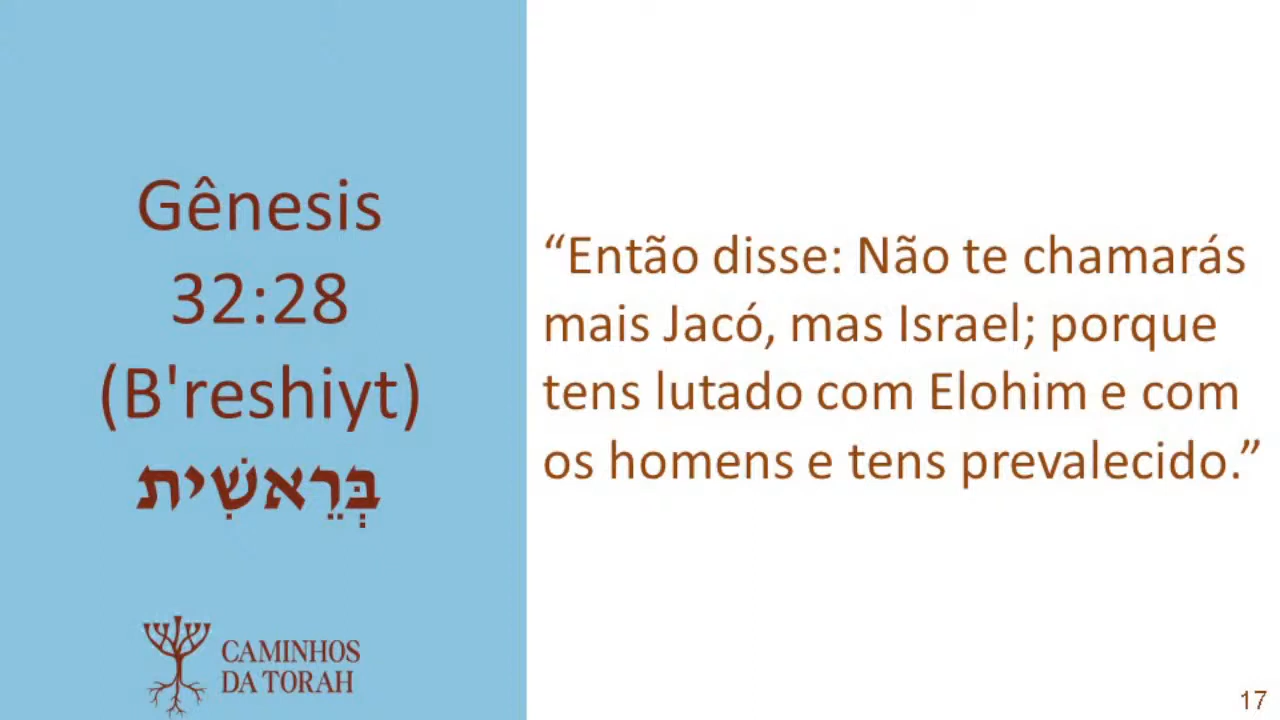 Gênesis
32:28
(B'reshiyt)
בְּרֵאשִׁית
CAMINHOS
DA TORAH
“Então disse: Não te chamarás
mais Jacó, mas Israel; porque
tens lutado com Elohim e com
os homens e tens prevalecido.”
17